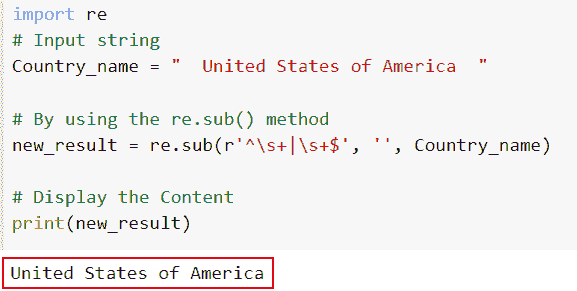 import re
# Input string
Country_name = "  United States of America  "
# By using the re.sub() method
new_result = re.sub(r'^\s+|\s+$', '', Country_name)
# Display the Content
print(new_result)
United States of America